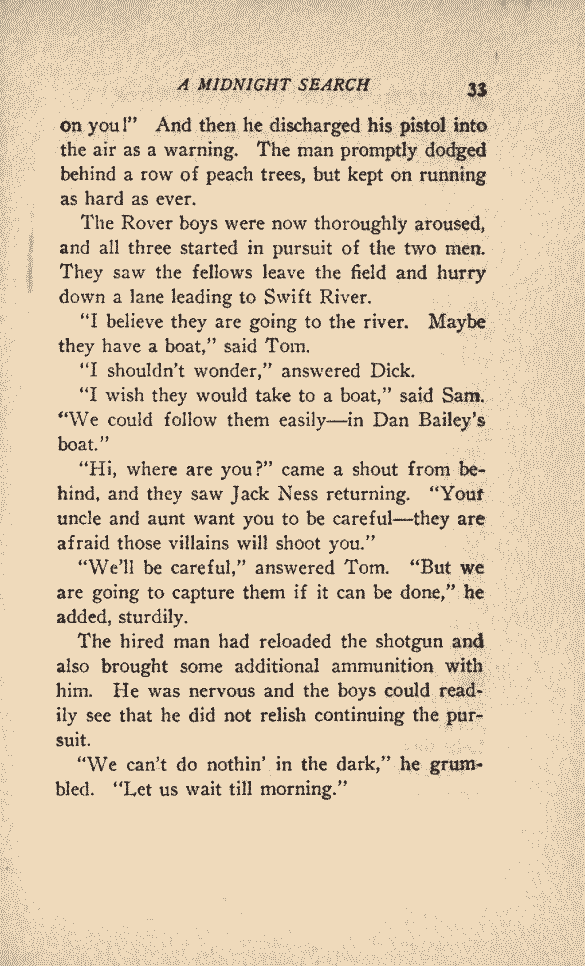 A MIDNIGHT SEARCH 33
on you!” And then he discharged his pistol into
the air as a warning. The man promptly dodged
behind a row of peach trees, but kept on running
as hard as ever.
The Rover boys were now thoroughly aroused,
and all three started in pursuit of the two men.
They saw the fellows leave the field and hurry
down a lane leading to Swift River.
“I believe they are going to the river. Maybe
they have a boat,” said Tom.
“I shouldn’t wonder,” answered Dick.
“I wish they would take to a boat,” said Sam.
“We could follow them easily—in Dan Bailey’s
boat.”
“Hi, where are you?” came a shout from be-
hind, and they saw Jack Ness returning. “Your
uncle and aunt want you to be careful—they are
afraid those villains will shoot you.”
“We’ll be careful,” answered Tom. “But we
are going to capture them if it can be done,” he
added, sturdily.
The hired man had reloaded the shotgun and
also brought some additional ammunition with
him. He was nervous and the boys could read-
ily see that he did not relish continuing the pur-
suit.
“We can’t do nothin’ in the dark,” he grum-
bled. “Let us wait till morning.”